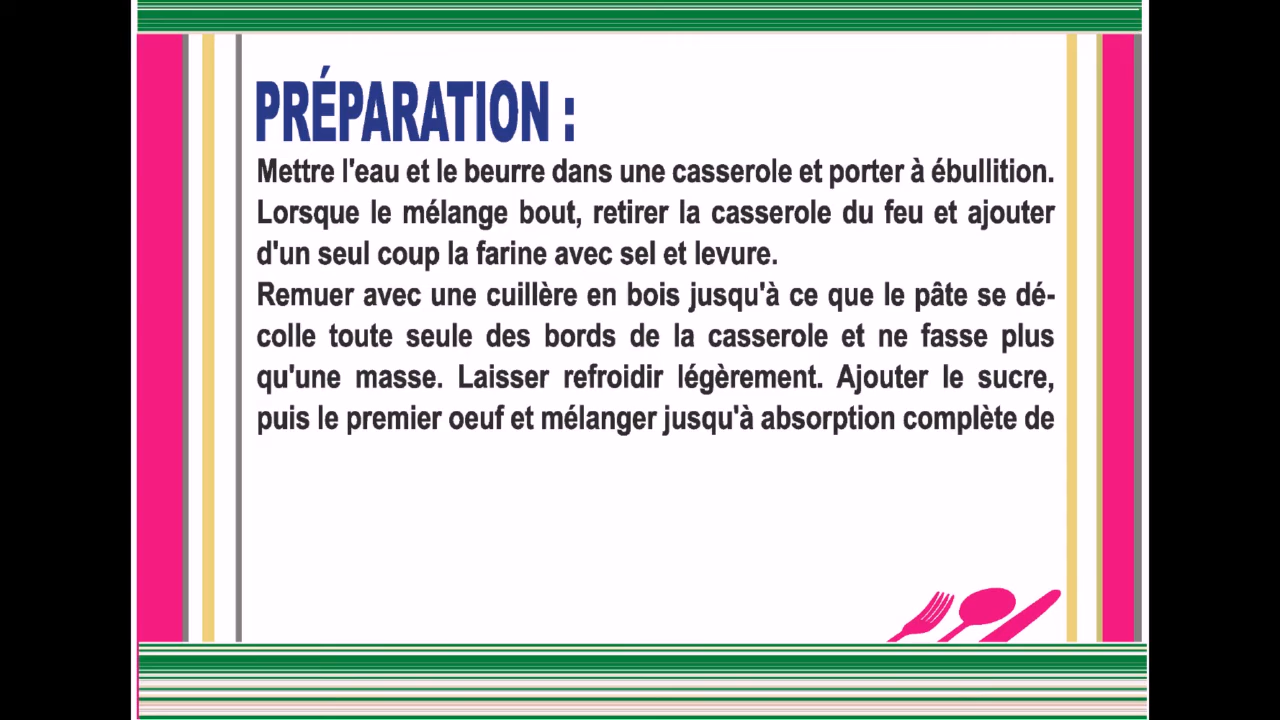 PRÉPARATION :
Mettre l'eau et le beurre dans une casserole et porter à ébullition.
Lorsque le mélange bout, retirer la casserole du feu et ajouter
d'un seul coup la farine avec sel et levure.
Remuer avec une cuillère en bois jusqu'à ce que le pâte se dé-
colle toute seule des bords de la casserole et ne fasse plus
qu'une masse. Laisser refroidir légèrement. Ajouter le sucre,
puis le premier oeuf et mélanger jusqu'à absorption complète de